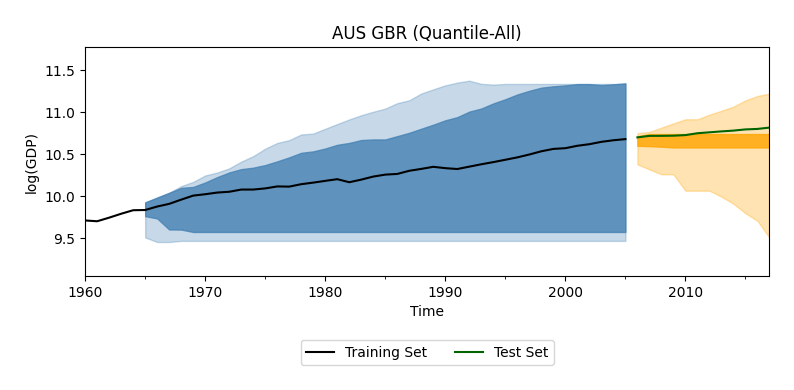 AUS GBR (Quantile-All)
11.5
11.0
10.5
10.0
9.5
log(GDP)
1960 1970 1980 1990 2000 2010
Time
Training Set Test Set